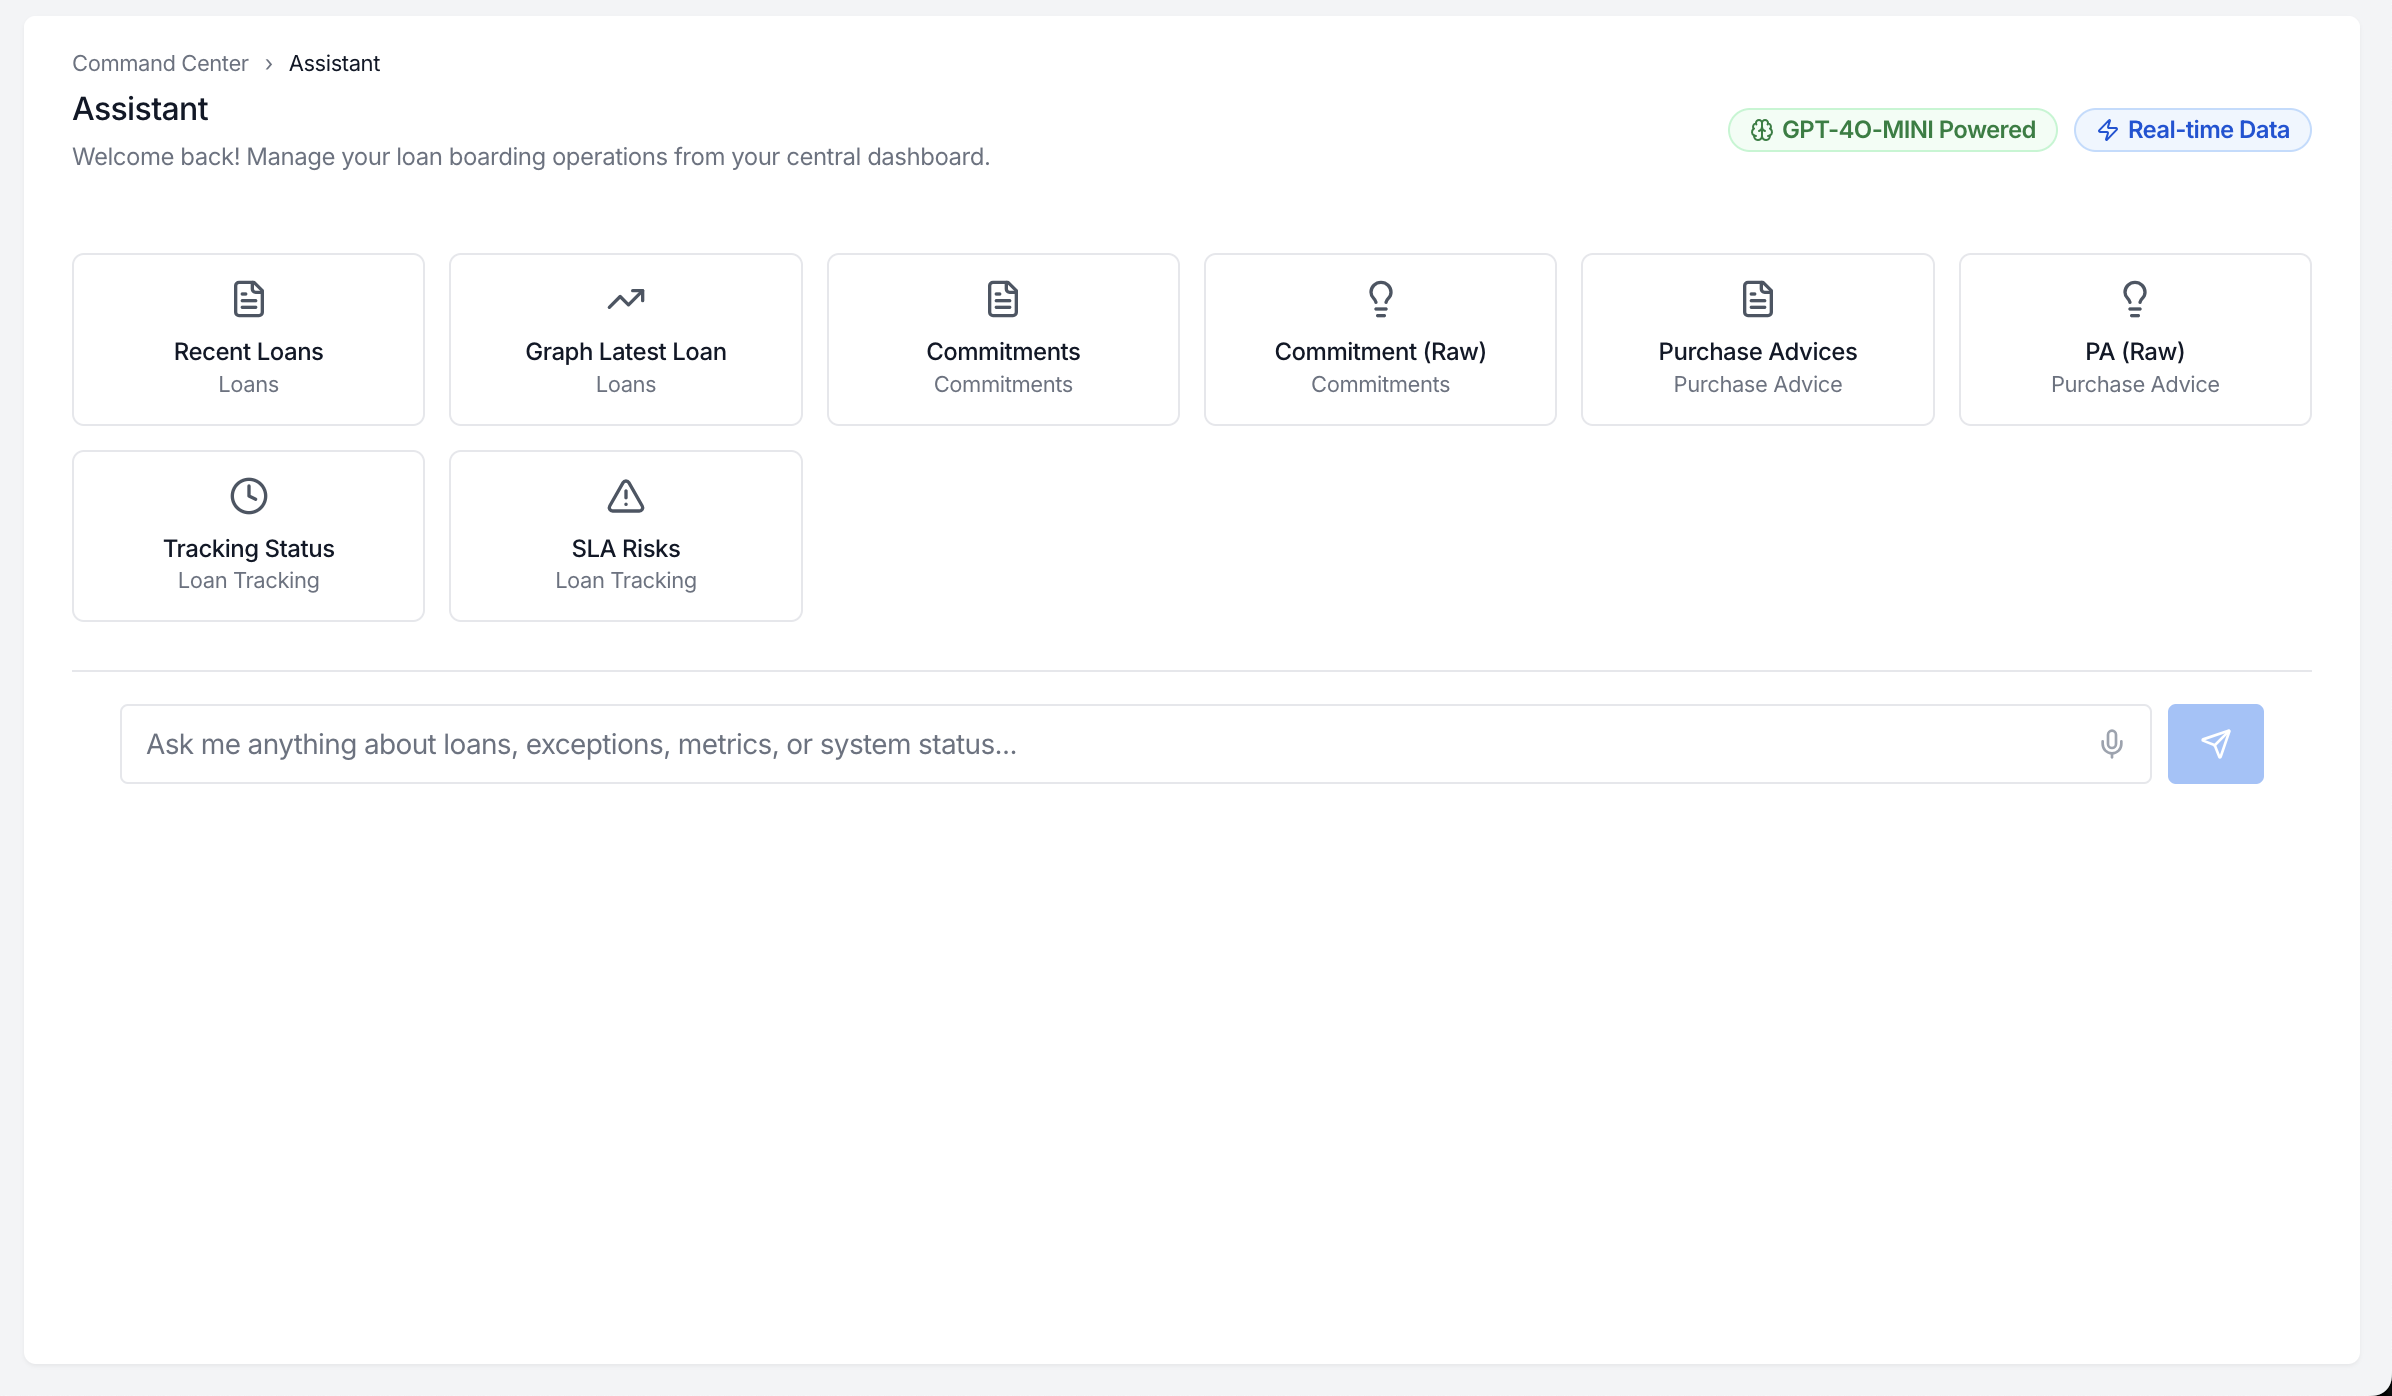 Command Center › Assistant
Assistant
Welcome back! Manage your loan boarding operations from your central dashboard.
GPT-4O-MINI Powered
Real-time Data
Recent Loans
Loans
Graph Latest Loan
Loans
Commitments
Commitments
Commitment (Raw)
Commitments
Purchase Advices
Purchase Advice
PA (Raw)
Purchase Advice
Tracking Status
Loan Tracking
SLA Risks
Loan Tracking
Ask me anything about loans, exceptions, metrics, or system status...